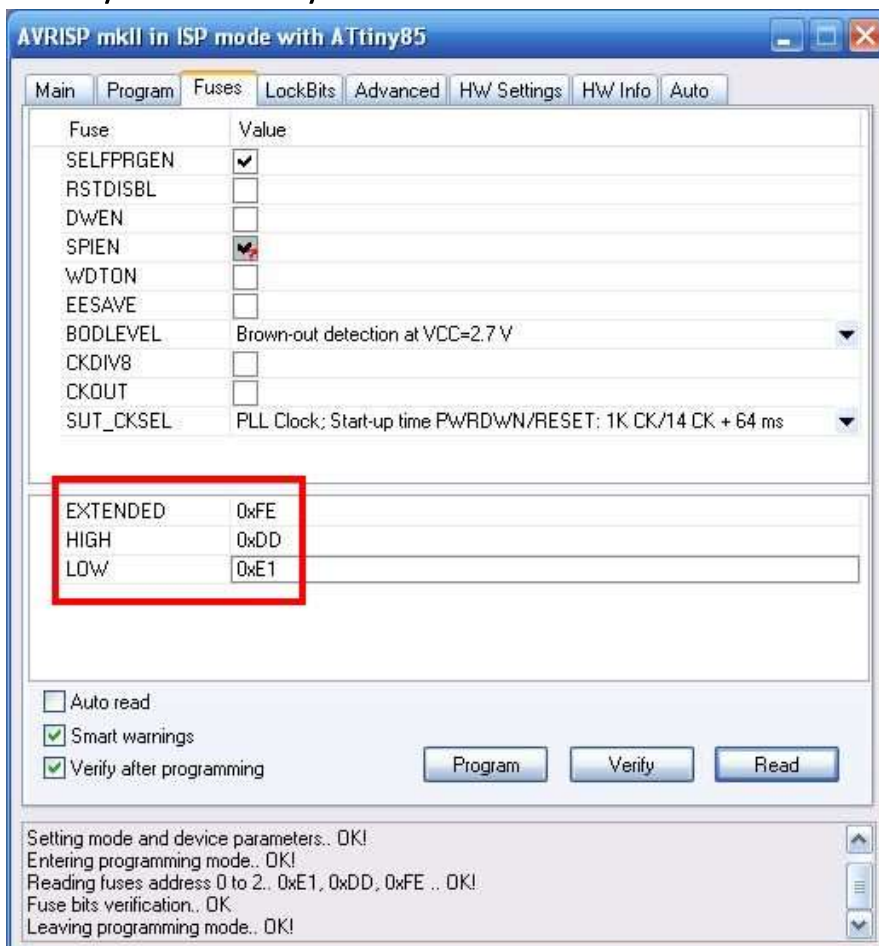 AVRISP mkII in ISP mode with ATtiny85
Main Program Fuses LockBits Advanced HW Settings HW Info Auto
Fuse Value
SELFPRGEN
RSTDISBL
DWEN
SPIEN
WDTON
EESAVE
BODLEVEL Brown-out detection at VCC=2.7 V
CKDIV8
CKOUT
SUT_CKSEL PLL Clock; Start-up time PWRDWN/RESET: 1K CK/14 CK + 64 ms
EXTENDED 0xFE
HIGH 0xDD
LOW 0xE1
Auto read
Smart warnings
Verify after programming
Program Verify Read
Setting mode and device parameters.. OK!
Entering programming mode.. OK!
Reading fuses address 0 to 2.. 0xE1, 0xDD, 0xFE .. OK!
Fuse bits verification.. OK
Leaving programming mode.. OK!